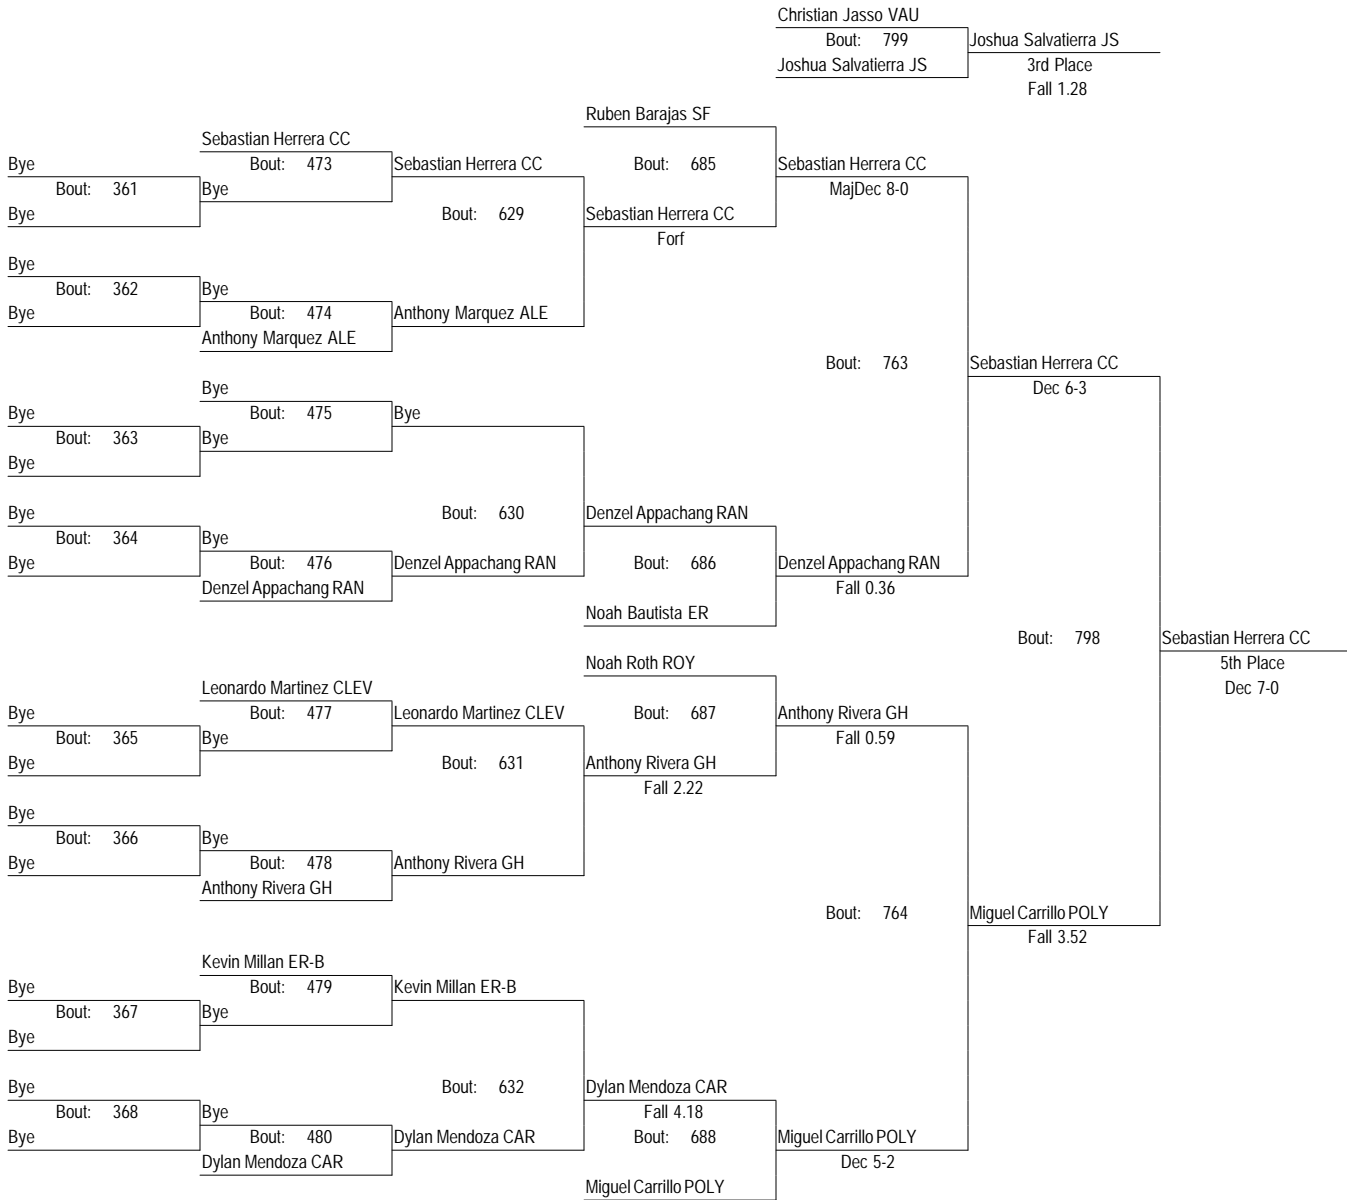 Christian Jasso VAU
Bout: 799
Joshua Salvatierra JS
Joshua Salvatierra JS
3rd Place
Fall 1.28
Ruben Barajas SF
Sebastian Herrera CC
Bye
Bout: 473
Sebastian Herrera CC
Bout: 685
Sebastian Herrera CC
Bout: 361
Bye
MajDec 8-0
Bye
Bout: 629
Sebastian Herrera CC
Forf
Bye
Bout: 362
Bye
Bye
Bout: 474
Anthony Marquez ALE
Anthony Marquez ALE
Bout: 763
Sebastian Herrera CC
Dec 6-3
Bye
Bye
Bout: 475
Bye
Bout: 363
Bye
Bye
Bye
Bout: 630
Denzel Appachang RAN
Bout: 364
Bye
Bye
Bout: 476
Denzel Appachang RAN
Bout: 686
Denzel Appachang RAN
Denzel Appachang RAN
Fall 0.36
Noah Bautista ER
Bout: 798
Sebastian Herrera CC
5th Place
Dec 7-0
Noah Roth ROY
Leonardo Martinez CLEV
Bye
Bout: 477
Leonardo Martinez CLEV
Bout: 687
Anthony Rivera GH
Bout: 365
Bye
Fall 0.59
Bye
Bout: 631
Anthony Rivera GH
Fall 2.22
Bye
Bout: 366
Bye
Bye
Bout: 478
Anthony Rivera GH
Anthony Rivera GH
Bout: 764
Miguel Carrillo POLY
Fall 3.52
Kevin Millan ER-B
Bye
Bout: 479
Kevin Millan ER-B
Bout: 367
Bye
Bye
Bye
Bout: 632
Dylan Mendoza CAR
Bout: 368
Bye
Fall 4.18
Bye
Bout: 480
Dylan Mendoza CAR
Bout: 688
Miguel Carrillo POLY
Dylan Mendoza CAR
Dec 5-2
Miguel Carrillo POLY